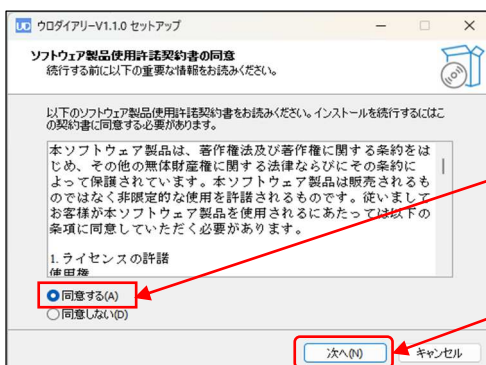 UD ウロダイアリーV1.1.0 セットアップ
ソフトウェア製品使用許諾契約書の同意
続行する前に以下の重要な情報をお読みください。
以下のソフトウェア製品使用許諾契約書をお読みください。インストールを続行するにはこ
の契約書に同意する必要があります。
本ソフトウェア製品は、著作権法及び著作権に関する条約をは
じめ、その他の無体財産権に関する法律ならびにその条約に
よって保護されています。本ソフトウェア製品は販売されるも
のではなく非限定的な使用を許諾されるものです。従いまして
お客様が本ソフトウェア製品を使用されるにあたっては以下の
条項に同意していただく必要があります。
1. ライセンスの許諾
使用権
同意する(A)
同意しない(D)
次へ(N)
キャンセル